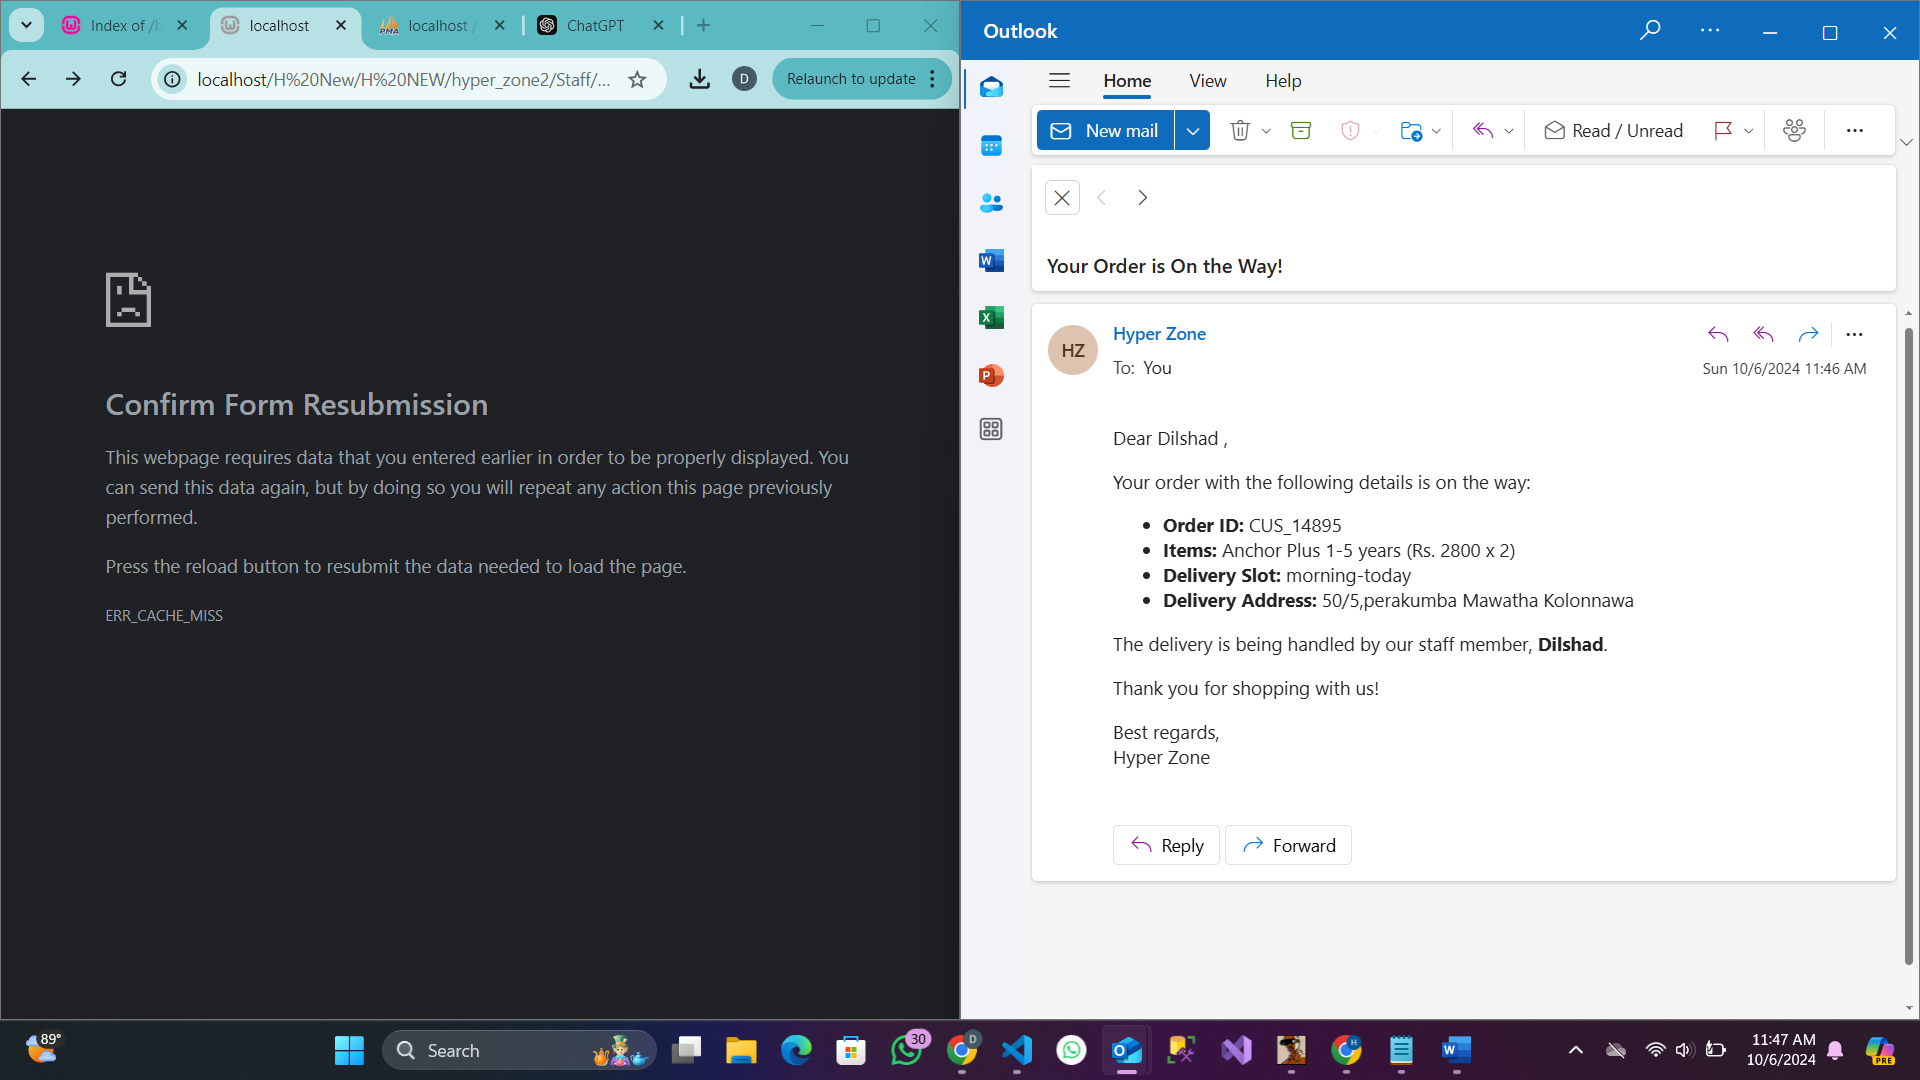 Index of /h
localhost
localhost /
ChatGPT
localhost/H%20New/H%20NEW/hyper_zone2/Staff/...
D
Relaunch to update
Confirm Form Resubmission
This webpage requires data that you entered earlier in order to be properly displayed. You
can send this data again, but by doing so you will repeat any action this page previously
performed.
Press the reload button to resubmit the data needed to load the page.
ERR_CACHE_MISS
Outlook
Home View Help
New mail
Read / Unread
Your Order is On the Way!
HZ
Hyper Zone
To: You
Sun 10/6/2024 11:46 AM
Dear Dilshad ,
Your order with the following details is on the way:
• Order ID: CUS_14895
• Items: Anchor Plus 1-5 years (Rs. 2800 x 2)
• Delivery Slot: morning-today
• Delivery Address: 50/5,perakumba Mawatha Kolonnawa
The delivery is being handled by our staff member, Dilshad.
Thank you for shopping with us!
Best regards,
Hyper Zone
Reply
Forward
89°
Search
30
D
H
PRE
11:47 AM
10/6/2024